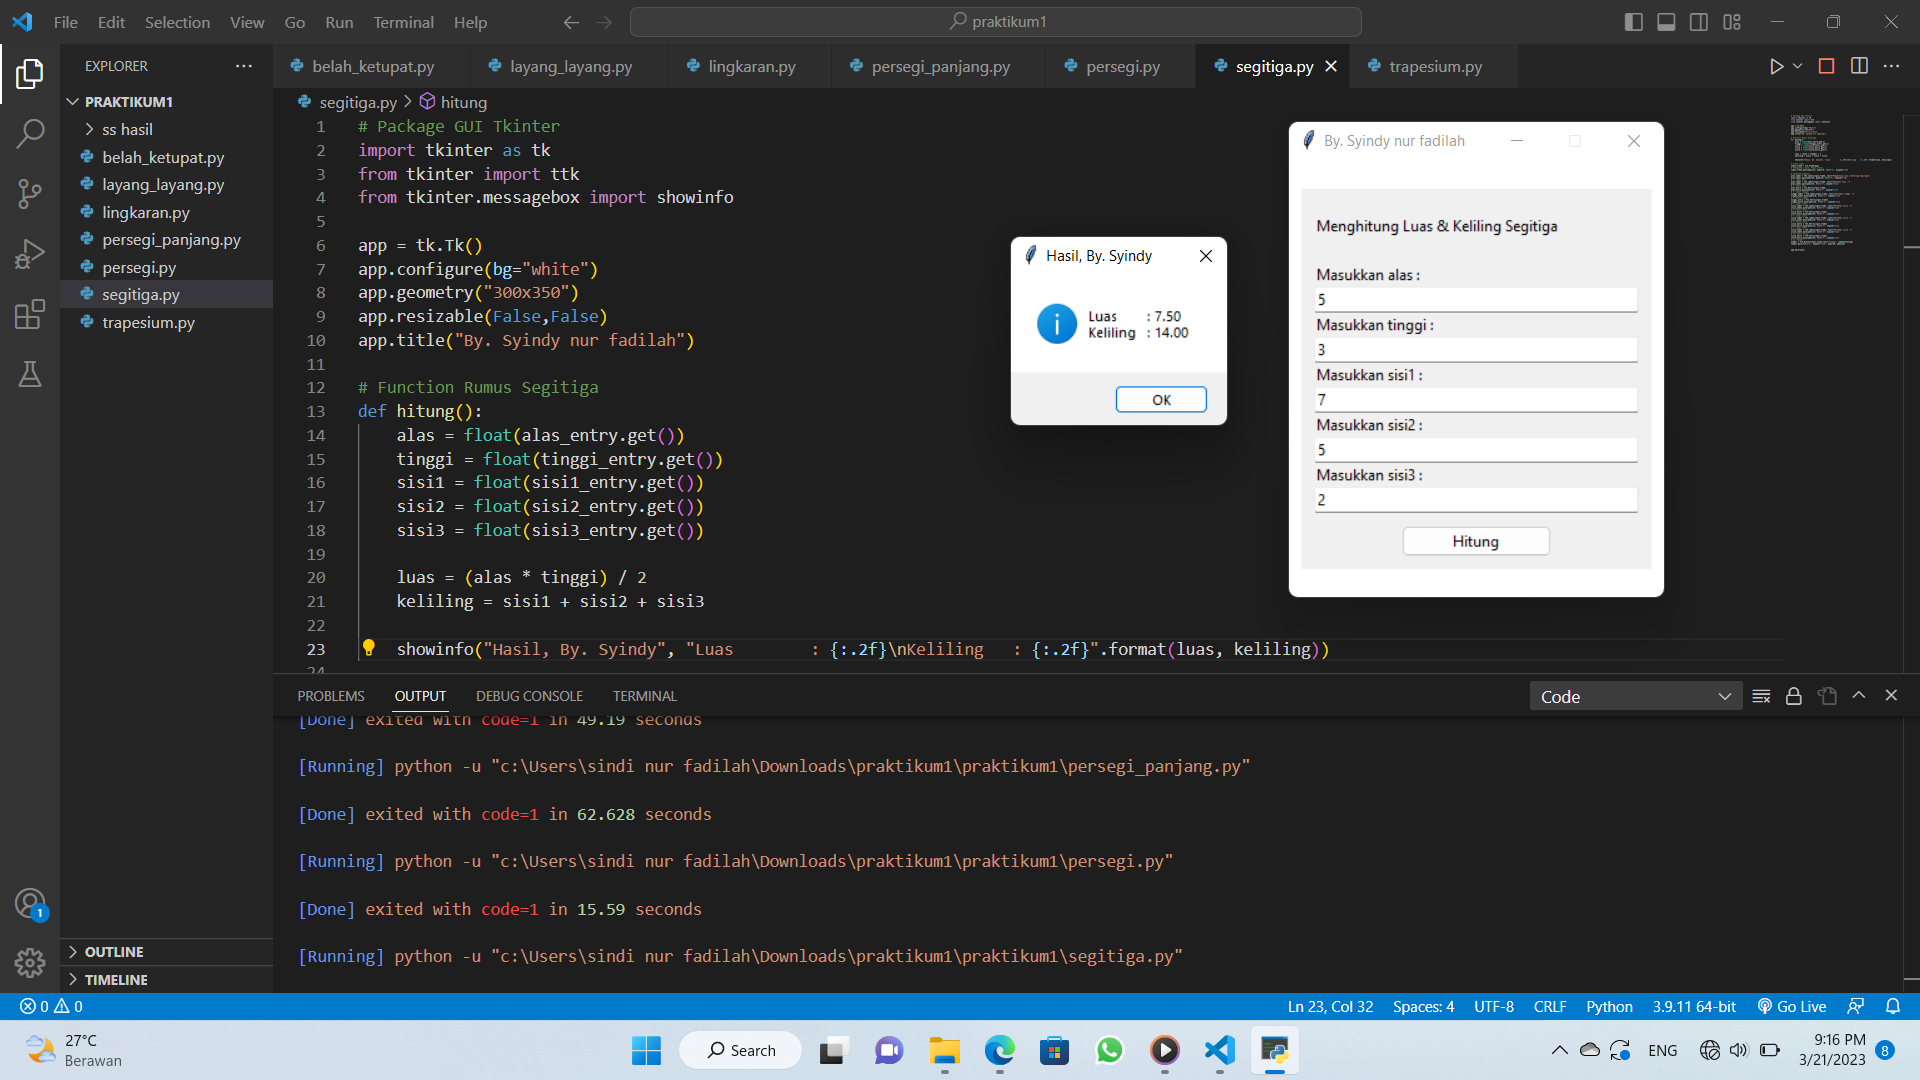 File Edit Selection View Go Run Terminal Help
praktikum1
EXPLORER
PRAKTIKUM1
ss hasil
belah_ketupat.py
layang_layang.py
lingkaran.py
persegi_panjang.py
persegi.py
segitiga.py
trapesium.py
OUTLINE
TIMELINE
belah_ketupat.py layang_layang.py lingkaran.py persegi_panjang.py persegi.py segitiga.py trapesium.py
segitiga.py > hitung
1 # Package GUI Tkinter
2 import tkinter as tk
3 from tkinter import ttk
4 from tkinter.messagebox import showinfo
5
6 app = tk.Tk()
7 app.configure(bg="white")
8 app.geometry("300x350")
9 app.resizable(False,False)
10 app.title("By. Syindy nur fadilah")
11
12 # Function Rumus Segitiga
13 def hitung():
14     alas = float(alas_entry.get())
15     tinggi = float(tinggi_entry.get())
16     sisi1 = float(sisi1_entry.get())
17     sisi2 = float(sisi2_entry.get())
18     sisi3 = float(sisi3_entry.get())
19
20     luas = (alas * tinggi) / 2
21     keliling = sisi1 + sisi2 + sisi3
22
23     showinfo("Hasil, By. Syindy", "Luas        : {:.2f}\nKeliling   : {:.2f}".format(luas, keliling))
24
Hasil, By. Syindy
Luas : 7.50
Keliling : 14.00
OK
By. Syindy nur fadilah
Menghitung Luas & Keliling Segitiga
Masukkan alas :
5
Masukkan tinggi :
3
Masukkan sisi1 :
7
Masukkan sisi2 :
5
Masukkan sisi3 :
2
Hitung
PROBLEMS OUTPUT DEBUG CONSOLE TERMINAL
Code
[Done] exited with code=1 in 49.19 seconds
[Running] python -u "c:\Users\sindi nur fadilah\Downloads\praktikum1\praktikum1\persegi_panjang.py"
[Done] exited with code=1 in 62.628 seconds
[Running] python -u "c:\Users\sindi nur fadilah\Downloads\praktikum1\praktikum1\persegi.py"
[Done] exited with code=1 in 15.59 seconds
[Running] python -u "c:\Users\sindi nur fadilah\Downloads\praktikum1\praktikum1\segitiga.py"
1
0 0
Ln 23, Col 32 Spaces: 4 UTF-8 CRLF Python 3.9.11 64-bit Go Live
27°C
Berawan
Search
ENG
9:16 PM
3/21/2023
8